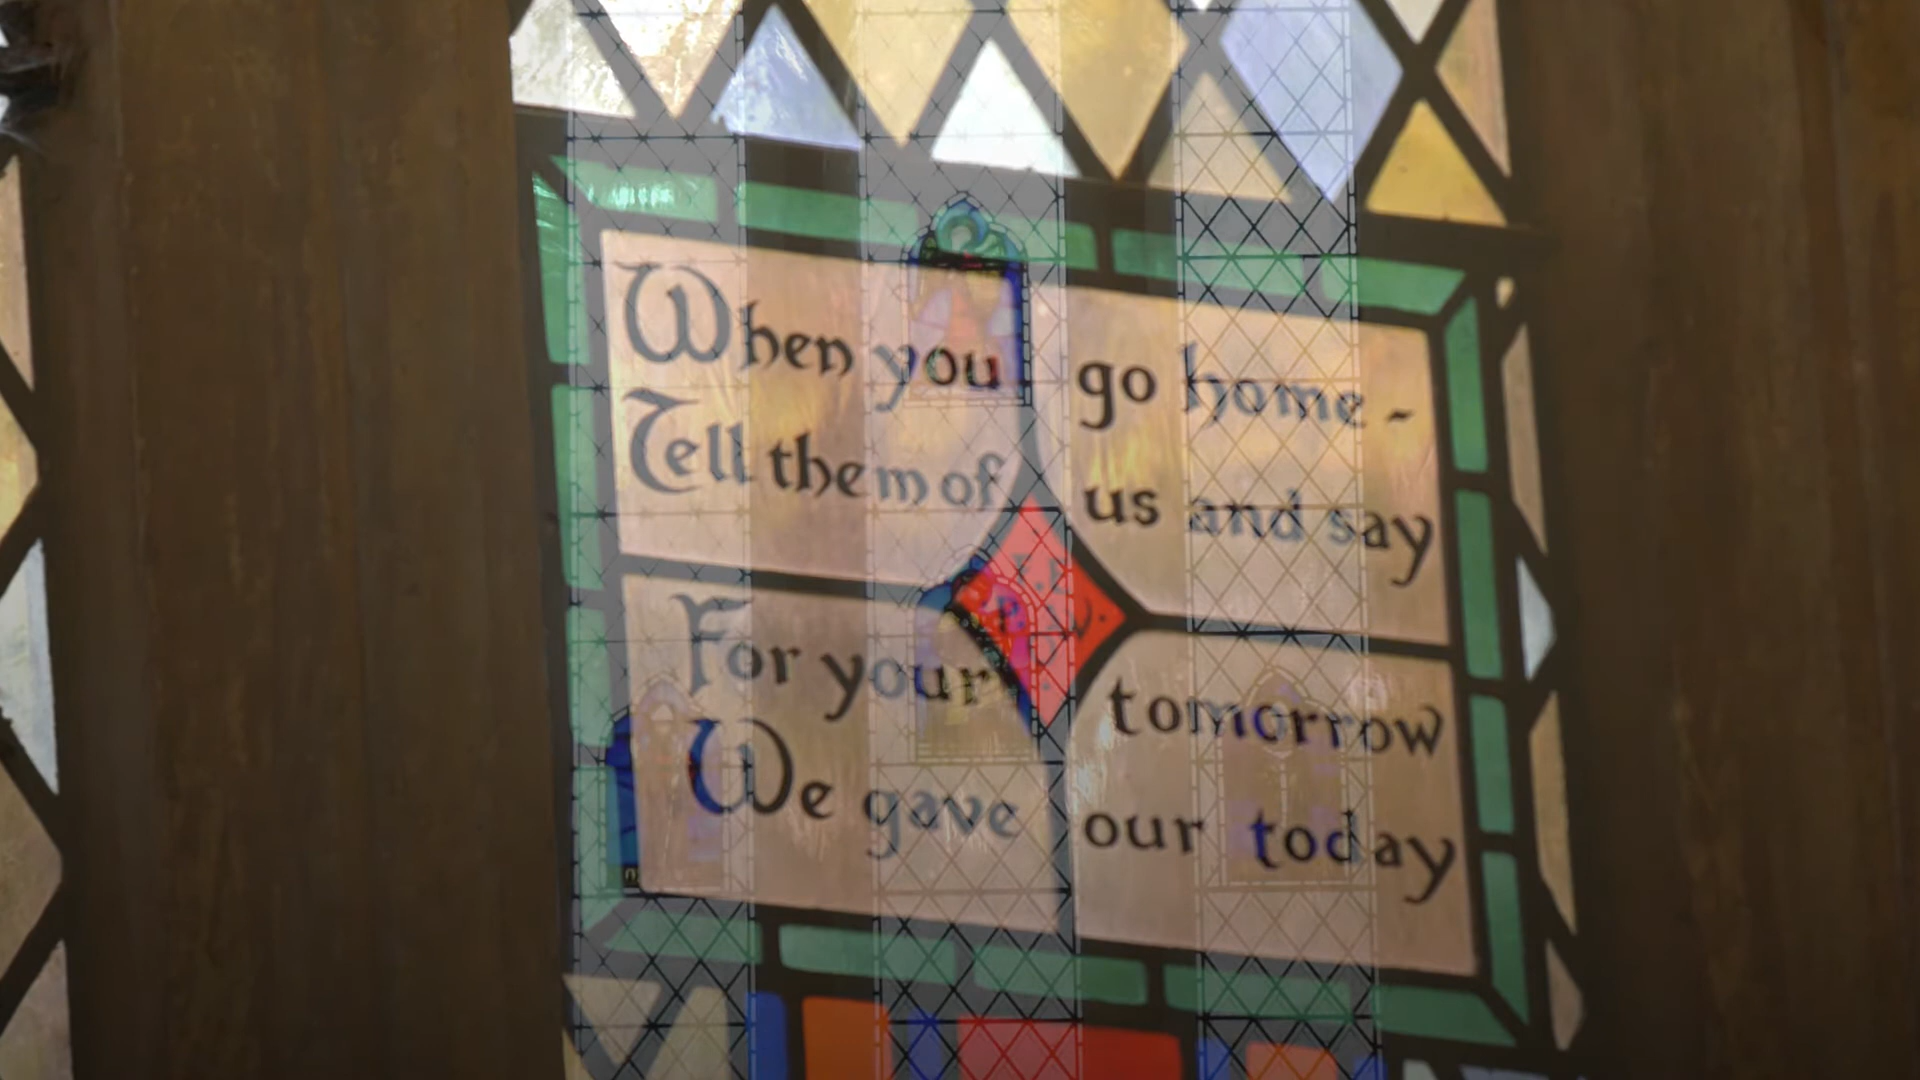 When you go home -
Tell them of us and say
For your tomorrow
We gave our today